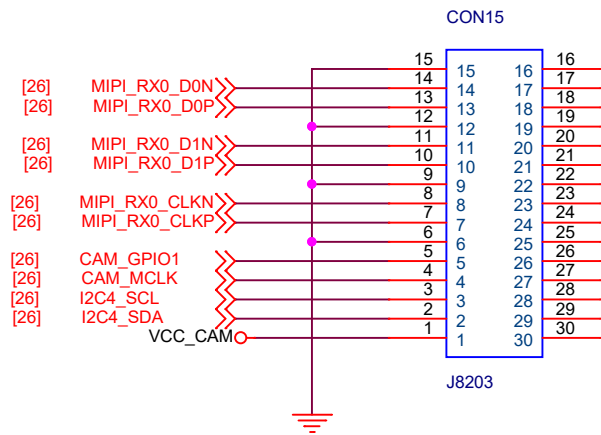 CON15
15 15 16 16
[26] MIPI_RX0_D0N 14 14 17 17
[26] MIPI_RX0_D0P 13 13 18 18
12 12 19 19
[26] MIPI_RX0_D1N 11 11 20 20
[26] MIPI_RX0_D1P 10 10 21 21
9 9 22 22
[26] MIPI_RX0_CLKN 8 8 23 23
[26] MIPI_RX0_CLKP 7 7 24 24
6 6 25 25
[26] CAM_GPIO1 5 5 26 26
[26] CAM_MCLK 4 4 27 27
[26] I2C4_SCL 3 3 28 28
[26] I2C4_SDA 2 2 29 29
VCC_CAM 1 1 30 30
J8203